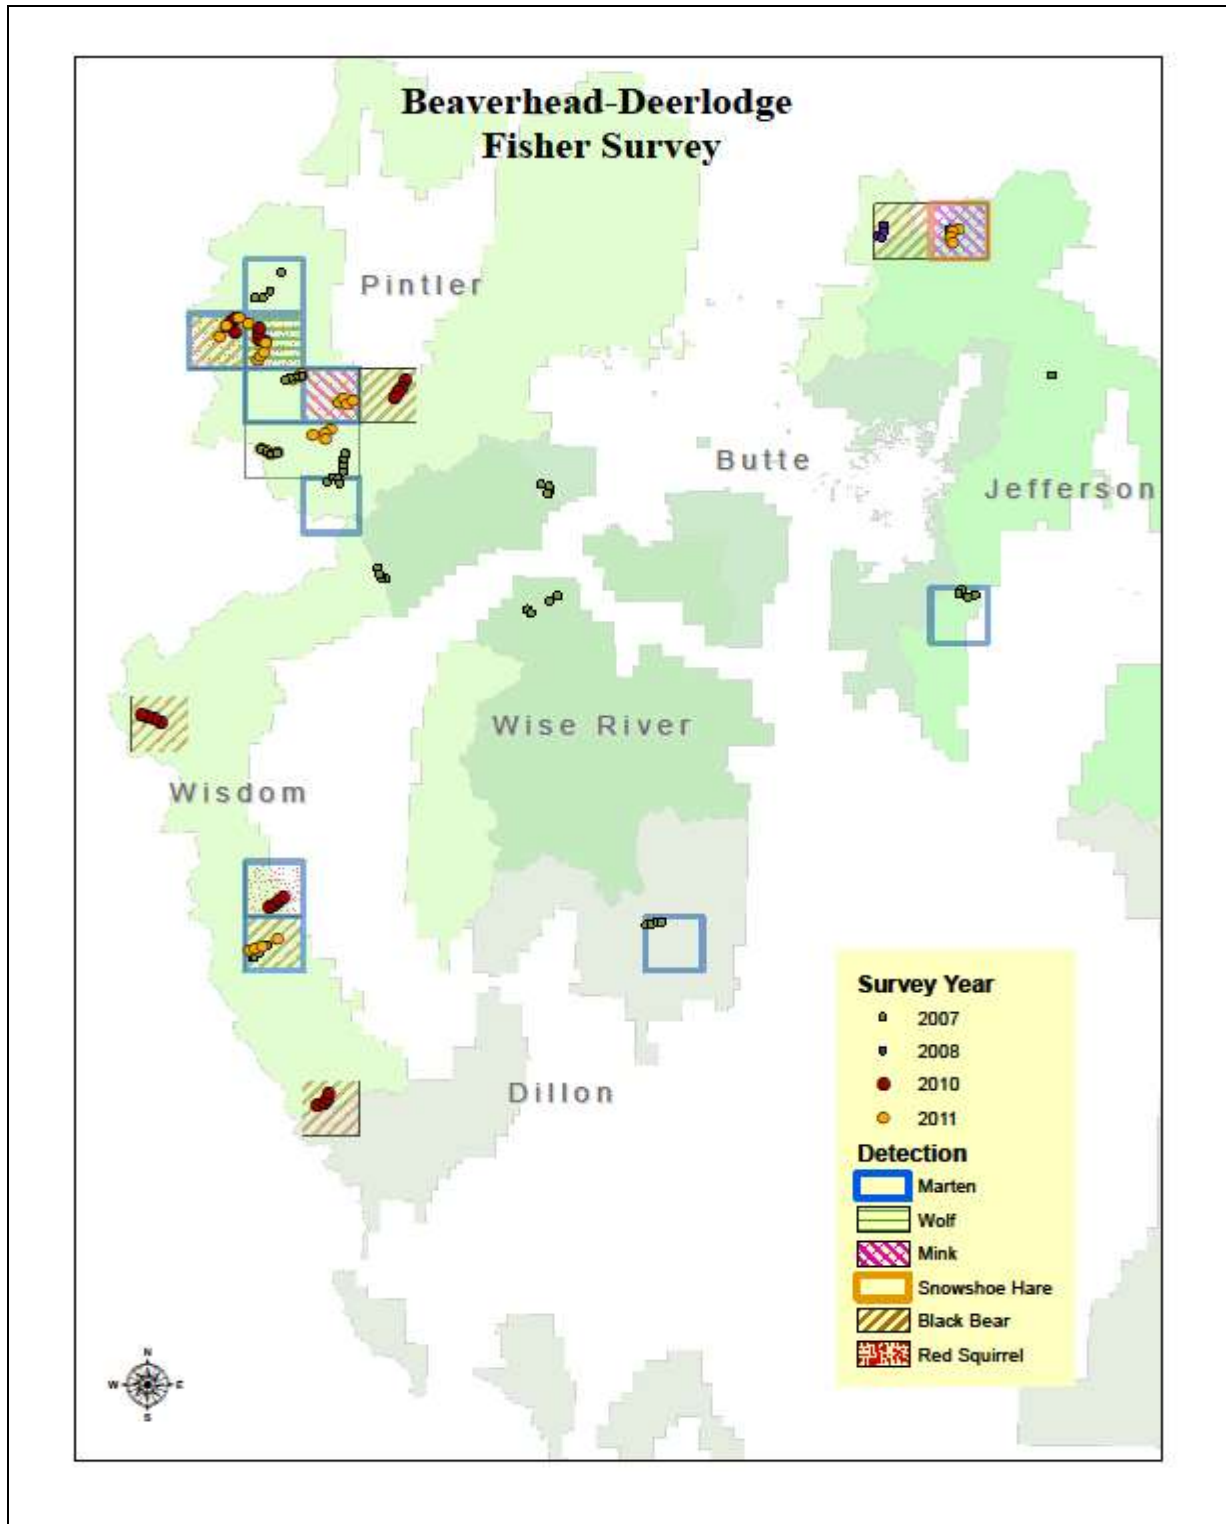 Beaverhead-Deerlodge
Fisher Survey
Pintler
Butte
Jefferson
Wise River
Wisdom
Dillon
Survey Year
2007
2008
2010
2011
Detection
Marten
Wolf
Mink
Snowshoe Hare
Black Bear
Red Squirrel
N
W E
S